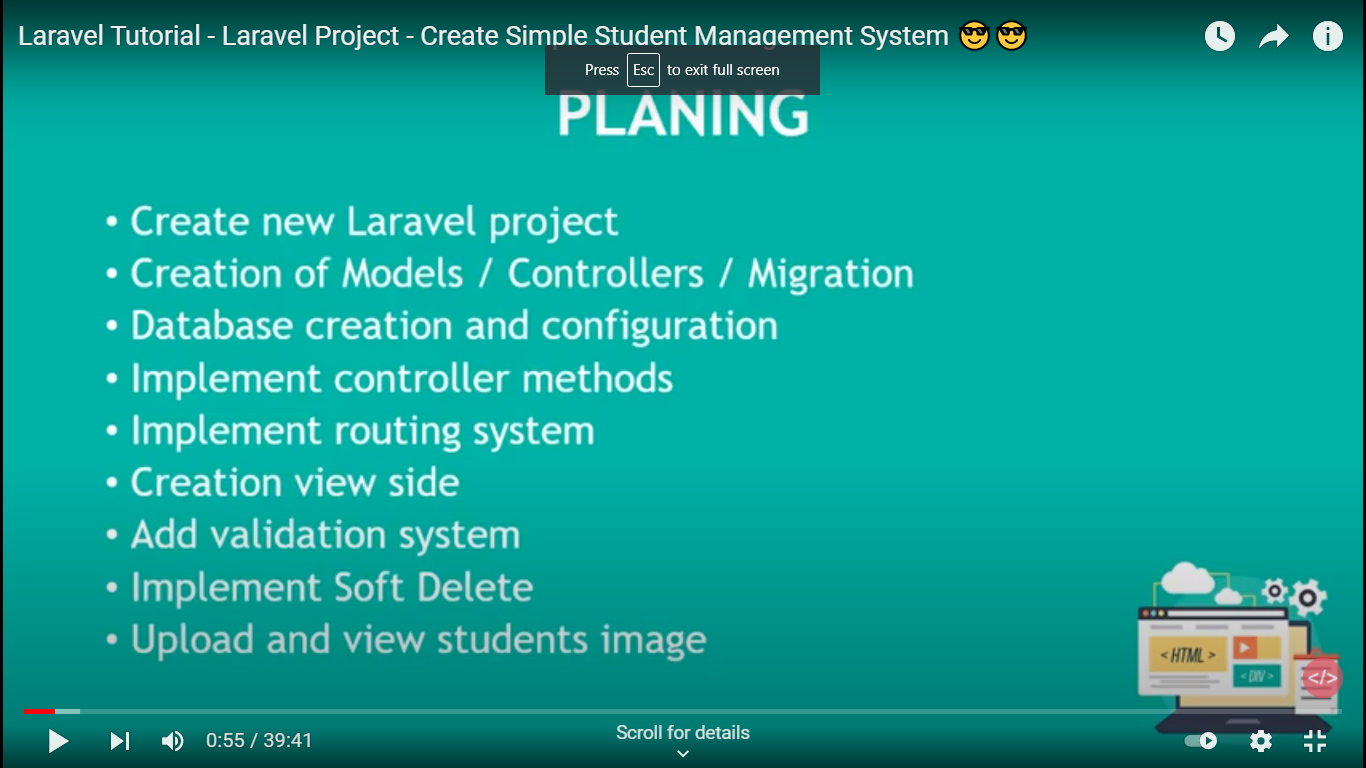 Laravel Tutorial - Laravel Project - Create Simple Student Management System 😎😎
Press Esc to exit full screen
PLANING
• Create new Laravel project
• Creation of Models / Controllers / Migration
• Database creation and configuration
• Implement controller methods
• Implement routing system
• Creation view side
• Add validation system
• Implement Soft Delete
• Upload and view students image
< HTML >
< DIV >
</>
0:55 / 39:41
Scroll for details